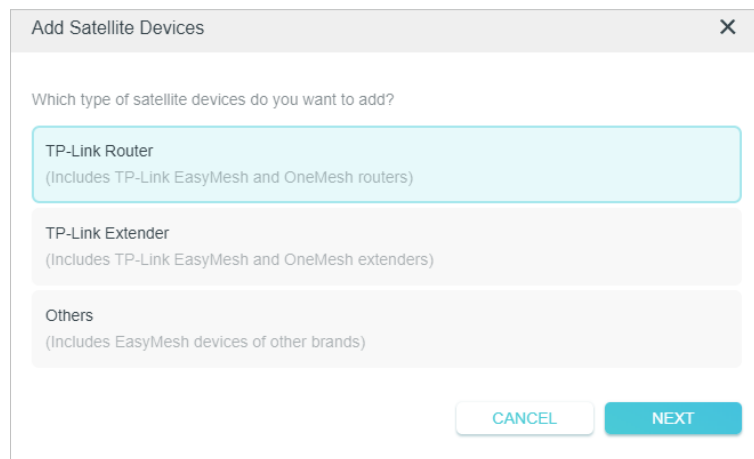 Add Satellite Devices
Which type of satellite devices do you want to add?
TP-Link Router
(Includes TP-Link EasyMesh and OneMesh routers)
TP-Link Extender
(Includes TP-Link EasyMesh and OneMesh extenders)
Others
(Includes EasyMesh devices of other brands)
CANCEL NEXT